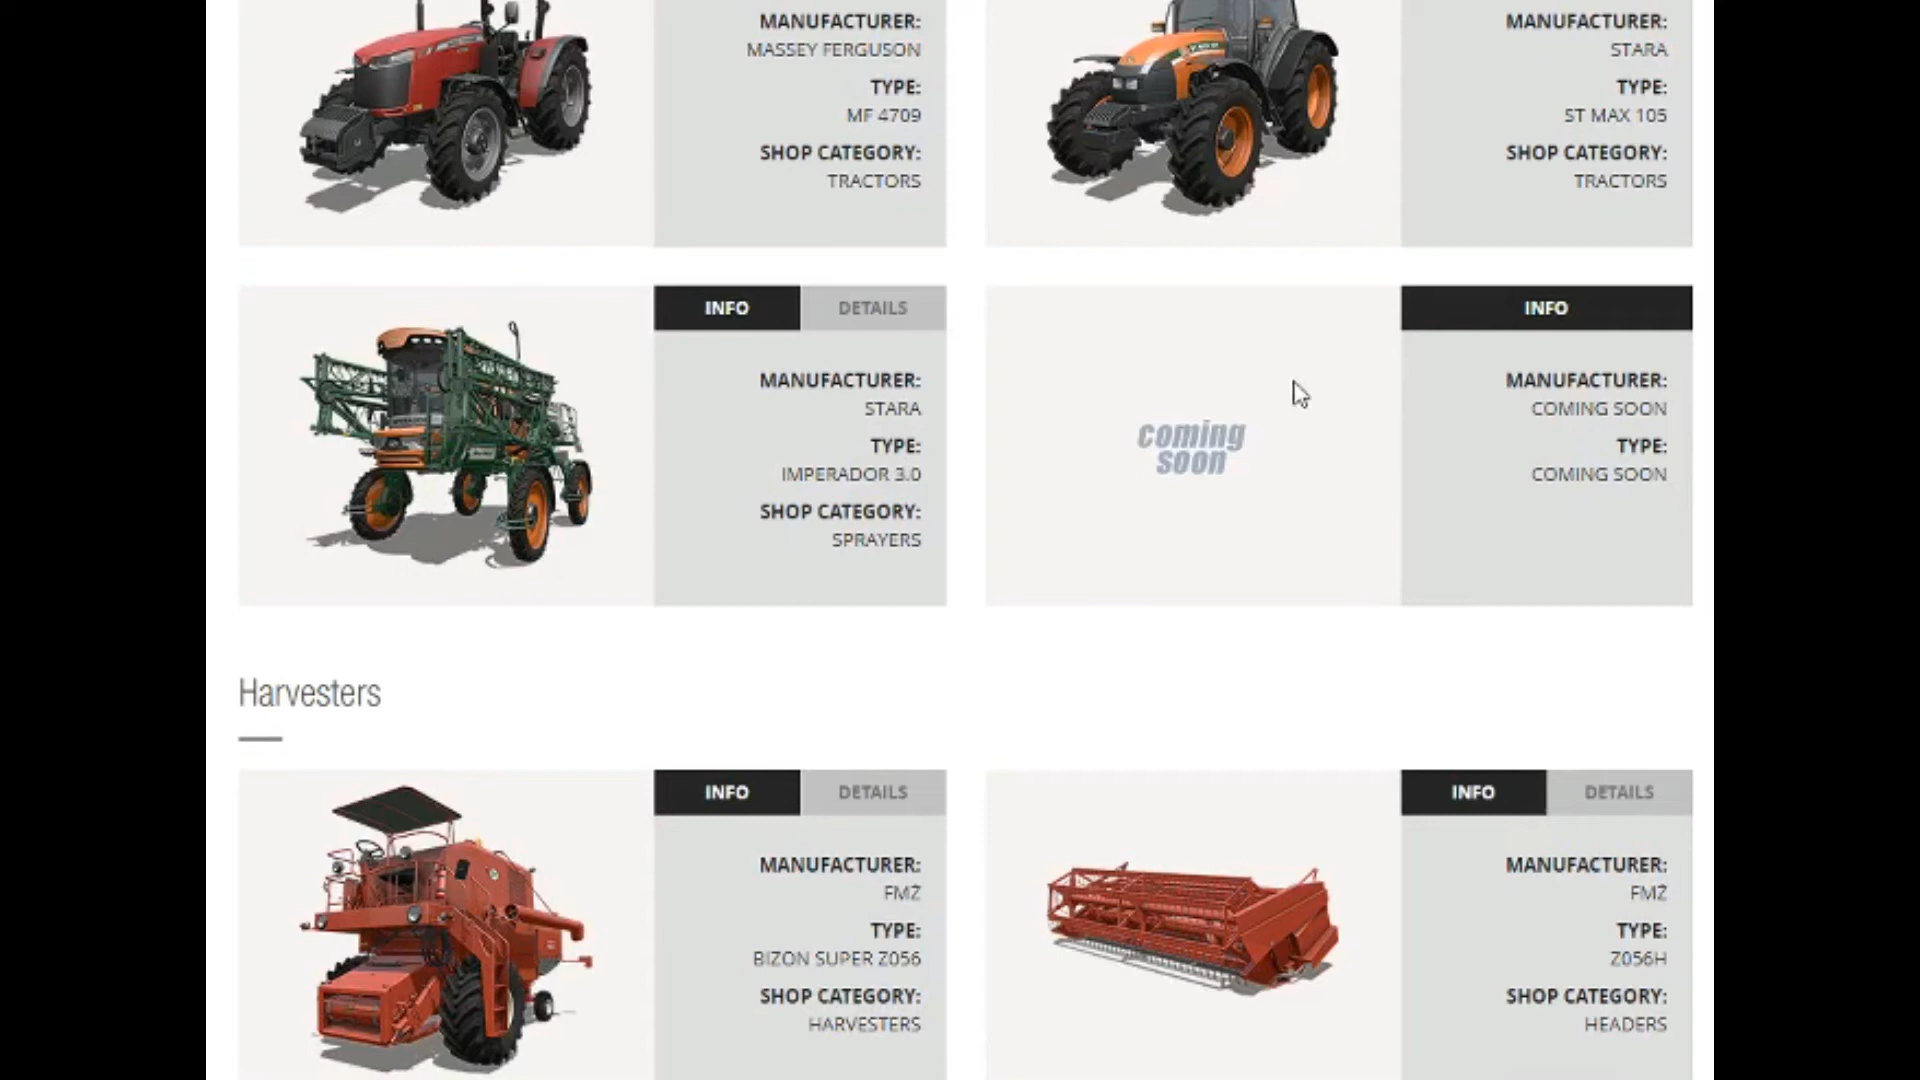 MANUFACTURER:
MASSEY FERGUSON
TYPE:
MF 4709
SHOP CATEGORY:
TRACTORS
MANUFACTURER:
STARA
TYPE:
ST MAX 105
SHOP CATEGORY:
TRACTORS
INFO DETAILS
MANUFACTURER:
STARA
TYPE:
IMPERADOR 3.0
SHOP CATEGORY:
SPRAYERS
coming
soon
INFO
MANUFACTURER:
COMING SOON
TYPE:
COMING SOON
Harvesters
INFO DETAILS
MANUFACTURER:
FMŻ
TYPE:
BIZON SUPER Z056
SHOP CATEGORY:
HARVESTERS
INFO DETAILS
MANUFACTURER:
FMŻ
TYPE:
Z056H
SHOP CATEGORY:
HEADERS